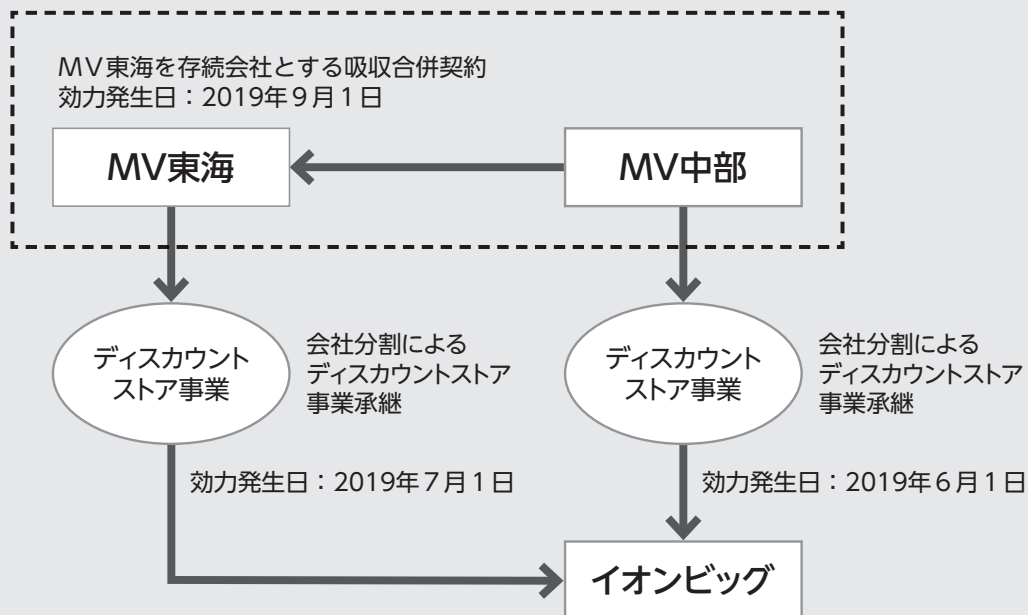 MV東海を存続会社とする吸収合併契約
効力発生日：2019年９月１日
MV東海
MV中部
ディスカウント
ストア事業
会社分割による
ディスカウントストア
事業承継
ディスカウント
ストア事業
会社分割による
ディスカウントストア
事業承継
効力発生日：2019年７月１日
効力発生日：2019年６月１日
イオンビッグ